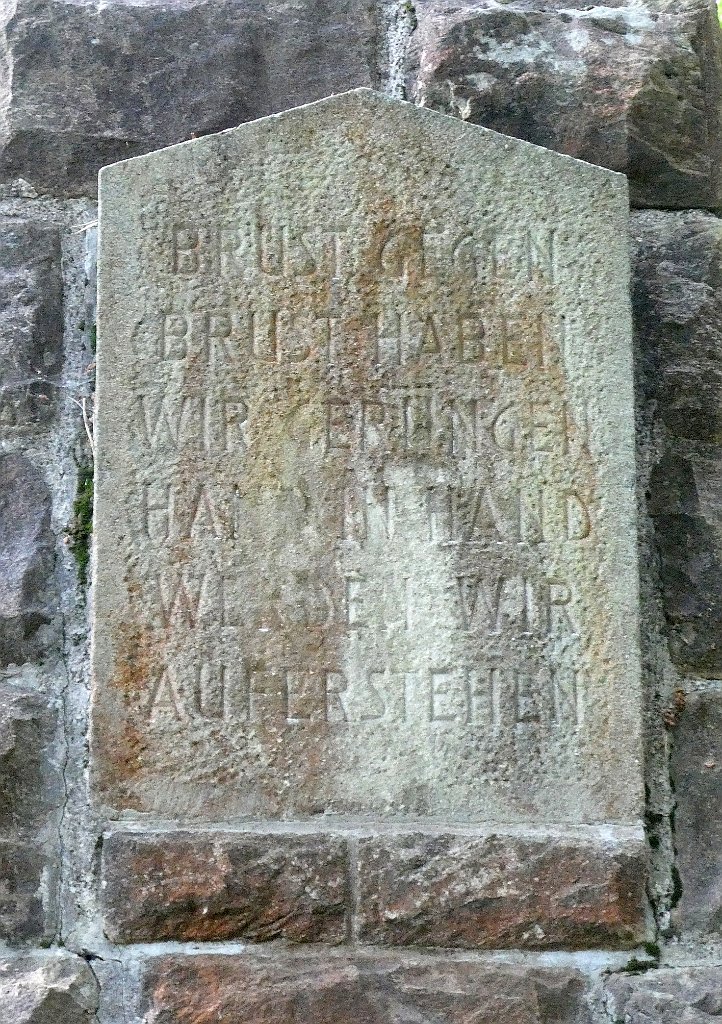 BRUST GEGEN
BRUST HABEN
WIR GERUNGEN
HAND IN HAND
WERDEN WIR
AUFERSTEHEN